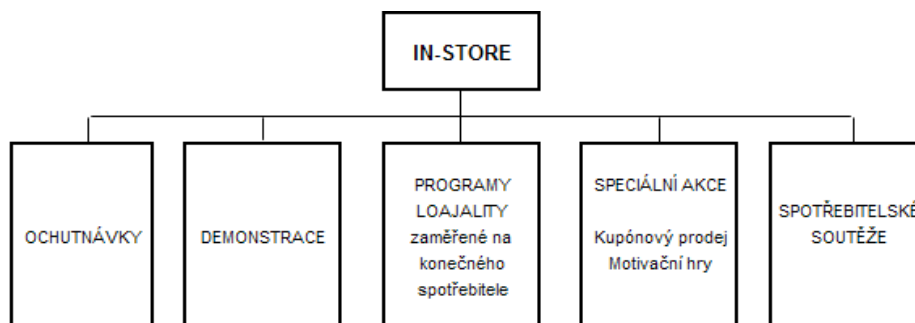 IN-STORE
OCHUTNÁVKY
DEMONSTRACE
PROGRAMY
LOAJALITY
zaměřené na
konečného
spotřebitele
SPECIÁLNÍ AKCE
Kupónový prodej
Motivační hry
SPOTŘEBITELSKÉ
SOUTĚŽE